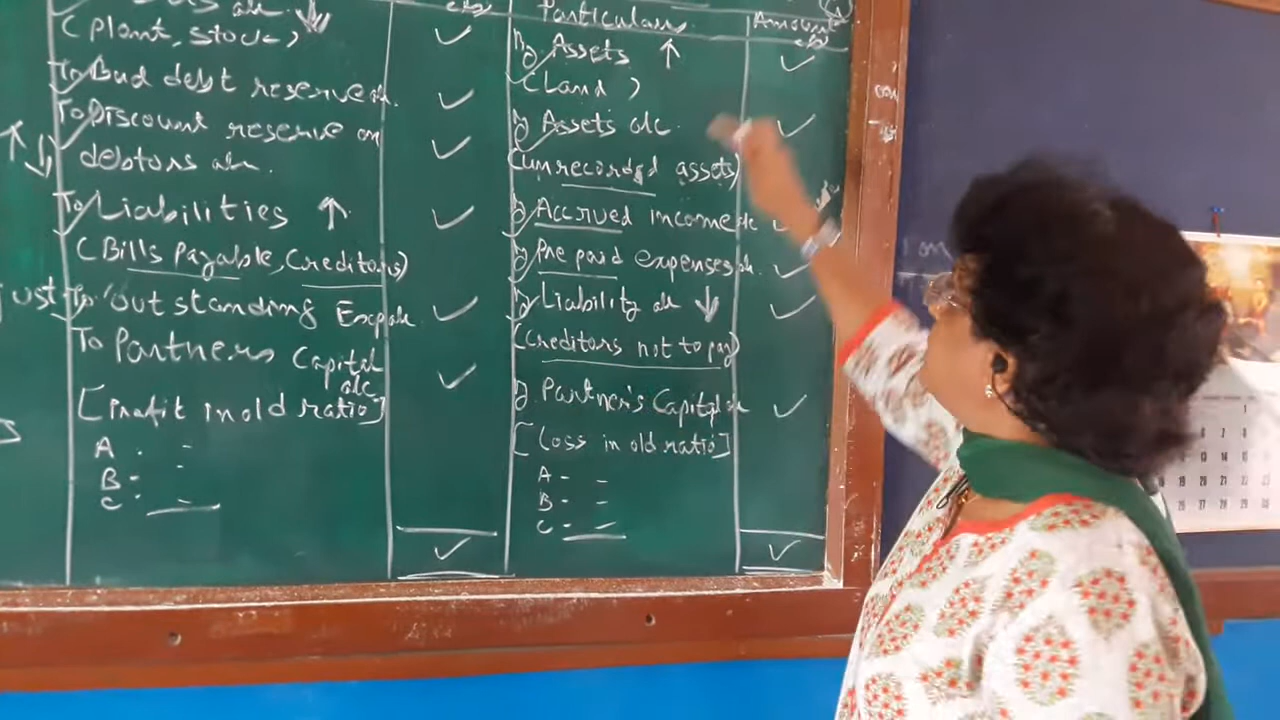 (Plant, stock)
To Bad debt reserve a/c.
To Discount reserve on
debtors a/c.
To Liabilities ↑
(Bills Payable, Creditors)
To outstanding Exp a/c.
To Partners Capital
a/c
[Profit in old ratio]
A
B
C
Particulars
Amount
By Assets ↑
(Land)
By Assets a/c.
(unrecorded assets)
By Accrued income a/c
By Pre paid expenses a/c.
By Liability a/c ↓
(Creditors not to pay)
By Partner's Capital a/c
[Loss in old ratio]
A
B
C